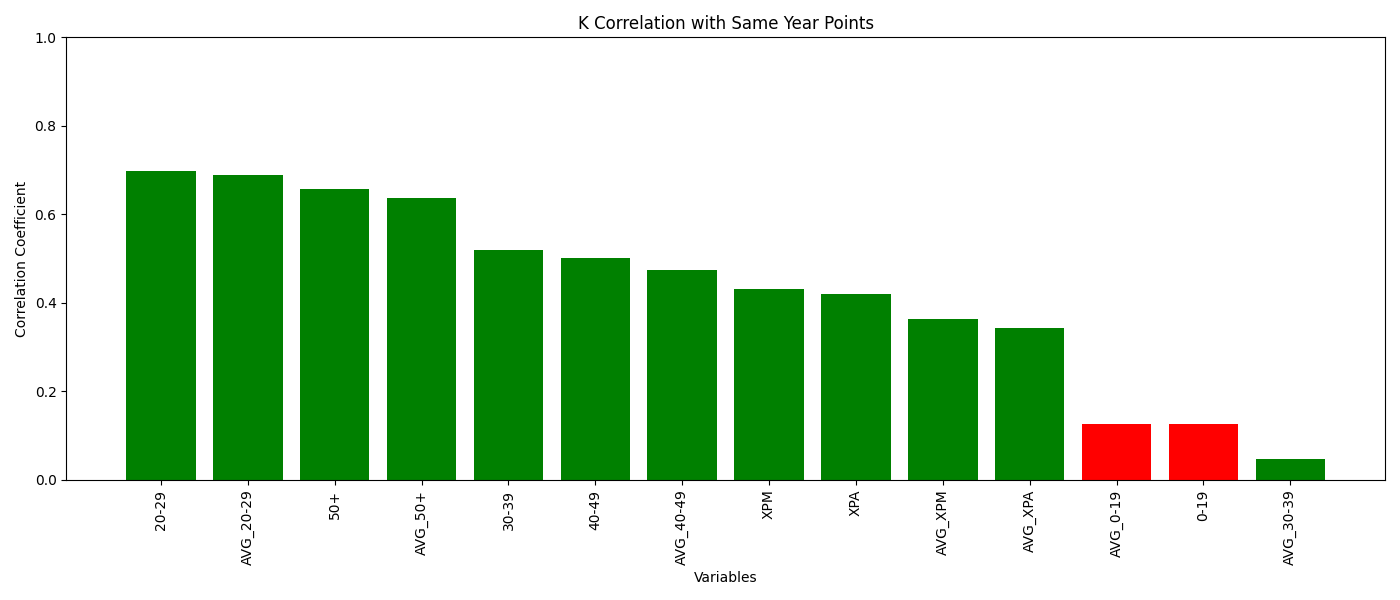 K Correlation with Same Year Points
Correlation Coefficient
1.0
0.8
0.6
0.4
0.2
0.0
20-29
AVG_20-29
50+
AVG_50+
30-39
40-49
AVG_40-49
XPM
XPA
AVG_XPM
AVG_XPA
AVG_0-19
0-19
AVG_30-39
Variables